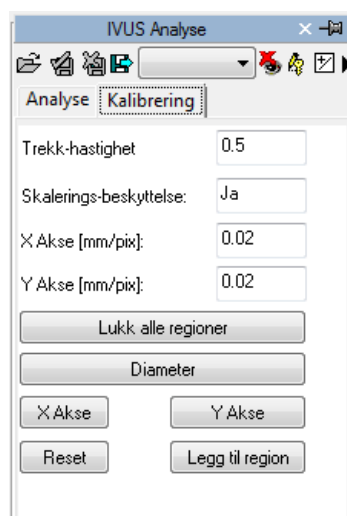 IVUS Analyse
Analyse Kalibrering
Trekk-hastighet 0.5
Skalerings-beskyttelse: Ja
X Akse [mm/pix]: 0.02
Y Akse [mm/pix]: 0.02
Lukk alle regioner
Diameter
X Akse Y Akse
Reset Legg til region